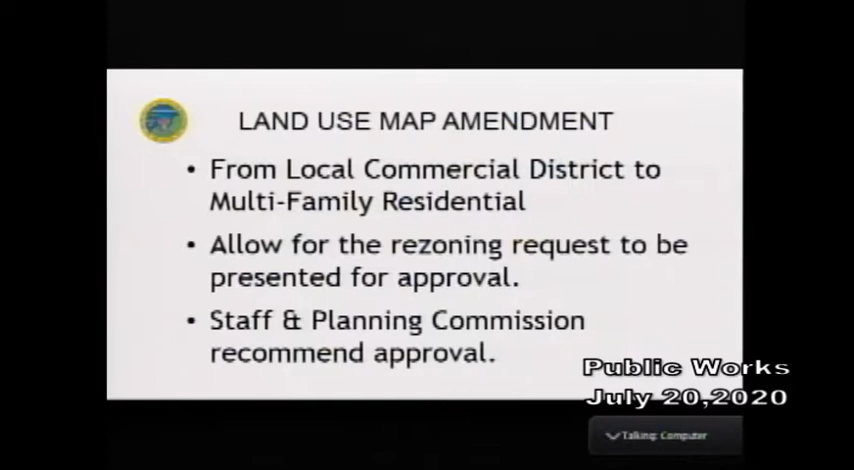 LAND USE MAP AMENDMENT
• From Local Commercial District to
Multi-Family Residential
• Allow for the rezoning request to be
presented for approval.
• Staff & Planning Commission
recommend approval.
Public Works
July 20,2020
Talking: Computer